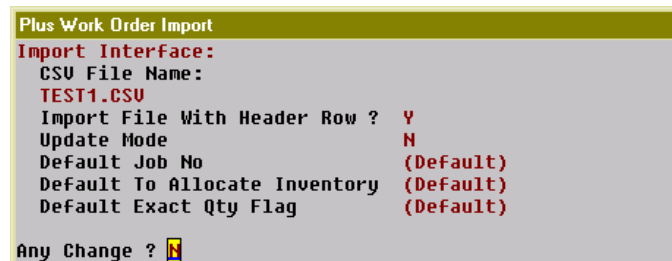 Plus Work Order Import
Import Interface:
CSV File Name:
TEST1.CSV
Import File With Header Row ? Y
Update Mode N
Default Job No (Default)
Default To Allocate Inventory (Default)
Default Exact Qty Flag (Default)
Any Change ? N